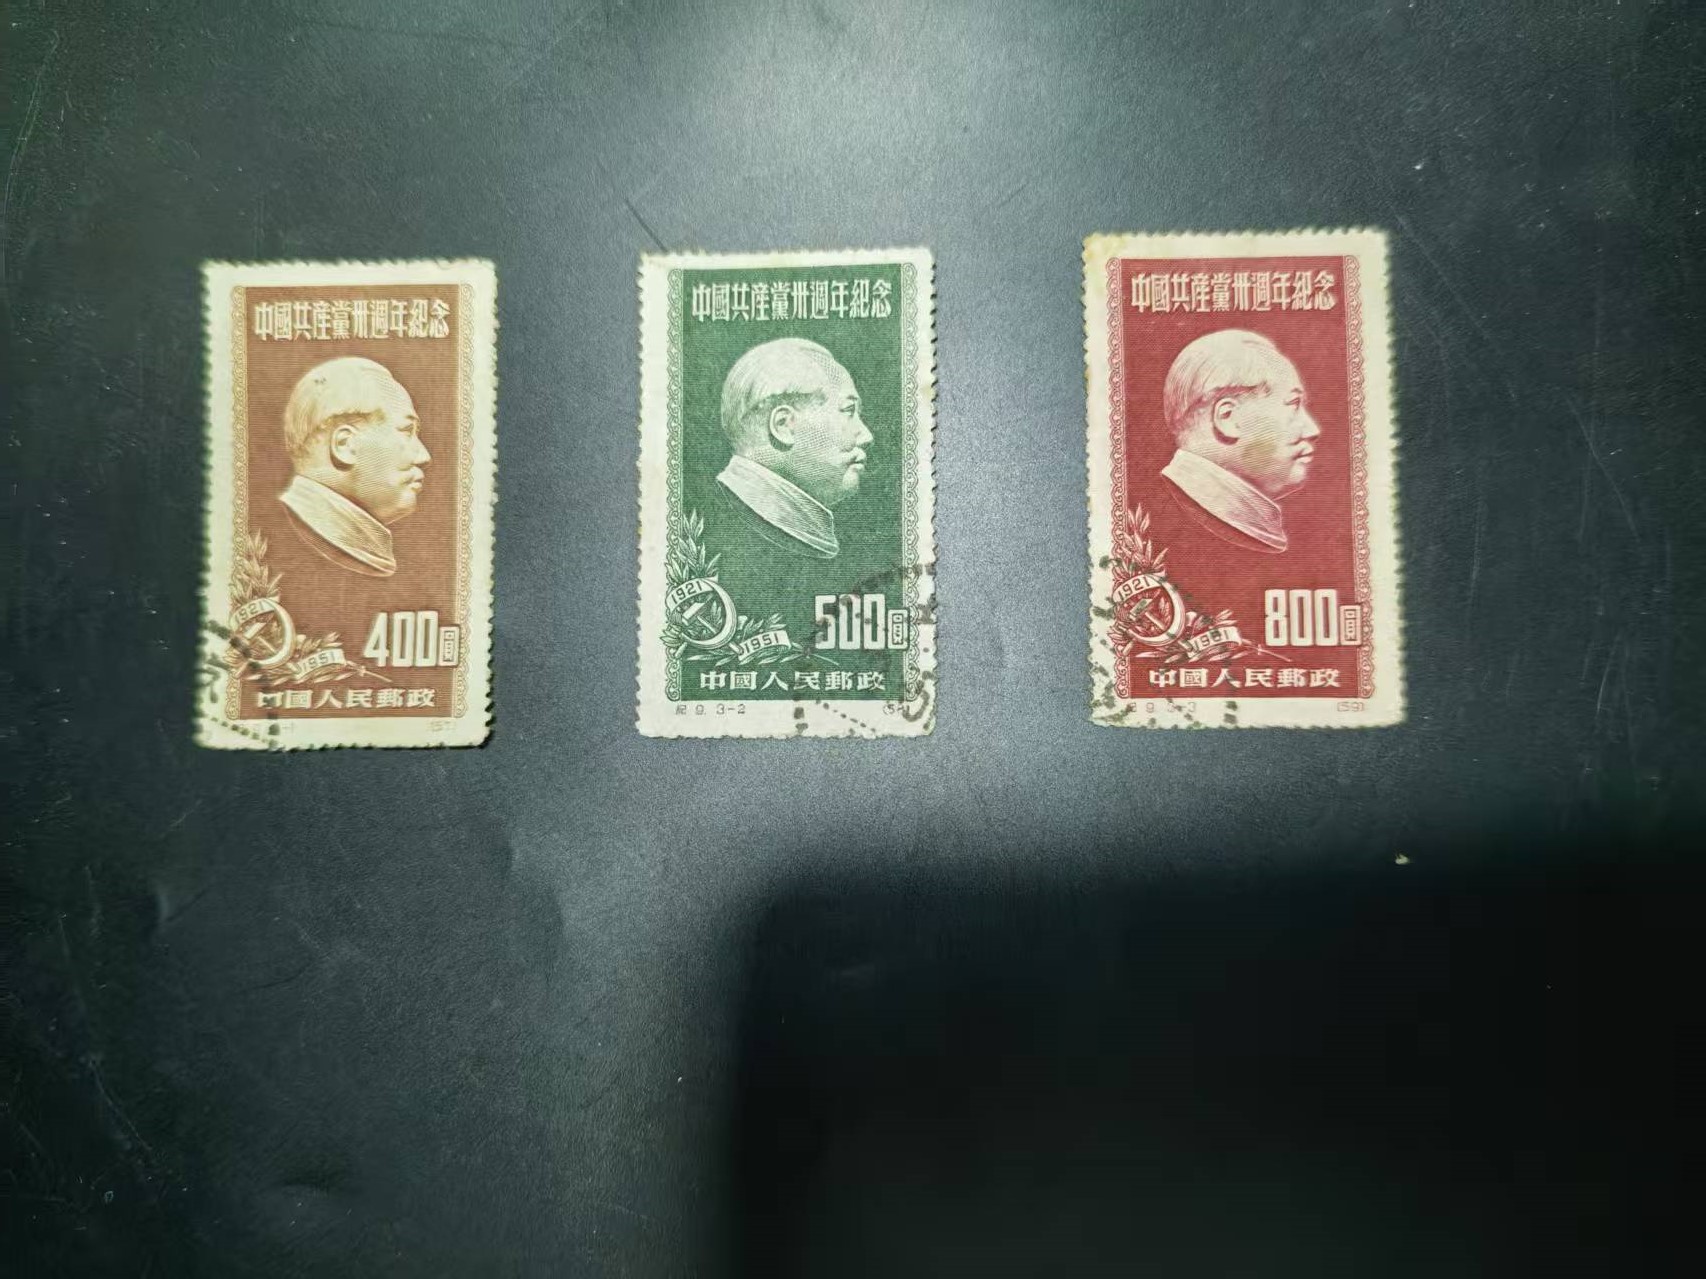 中國共産黨卅週年紀念
1921
1951
400圓
中國人民郵政
中國共産黨卅週年紀念
1921
1951
500圓
中國人民郵政
紀9. 3-2
中國共産黨卅週年紀念
1921
1951
800圓
中國人民郵政
(59)